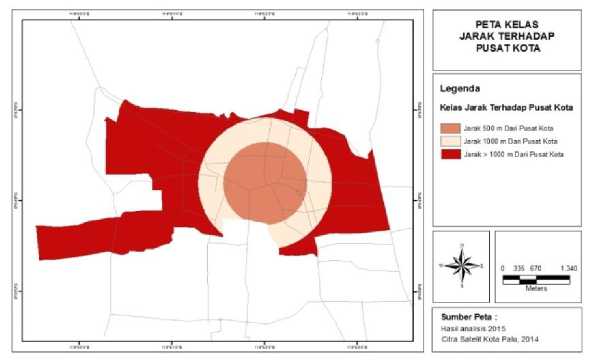 PETA KELAS
JARAK TERHADAP
PUSAT KOTA
Legenda
Kelas Jarak Terhadap Pusat Kota
Jarak 500 m Dari Pusat Kota
Jarak 1000 m Dari Pusat Kota
Jarak > 1000 m Dari Pusat Kota
0 335 670 1.340
Meters
Sumber Peta :
Hasil analisis 2015
Citra Satelit Kota Palu, 2014